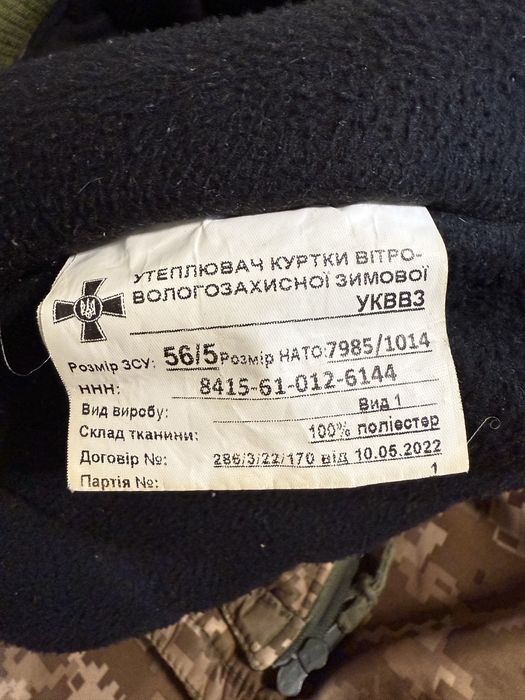 УТЕПЛЮВАЧ КУРТКИ ВІТРО-
ВОЛОГОЗАХИСНОЇ ЗИМОВОЇ
УКВВЗ
Розмір ЗСУ: 56/5 Розмір НАТО: 7985/1014
ННН: 8415-61-012-6144
Вид виробу: Вид 1
Склад тканини: 100% поліестер
Договір №: 286/3/22/170 від 10.05.2022
Партія №: 1